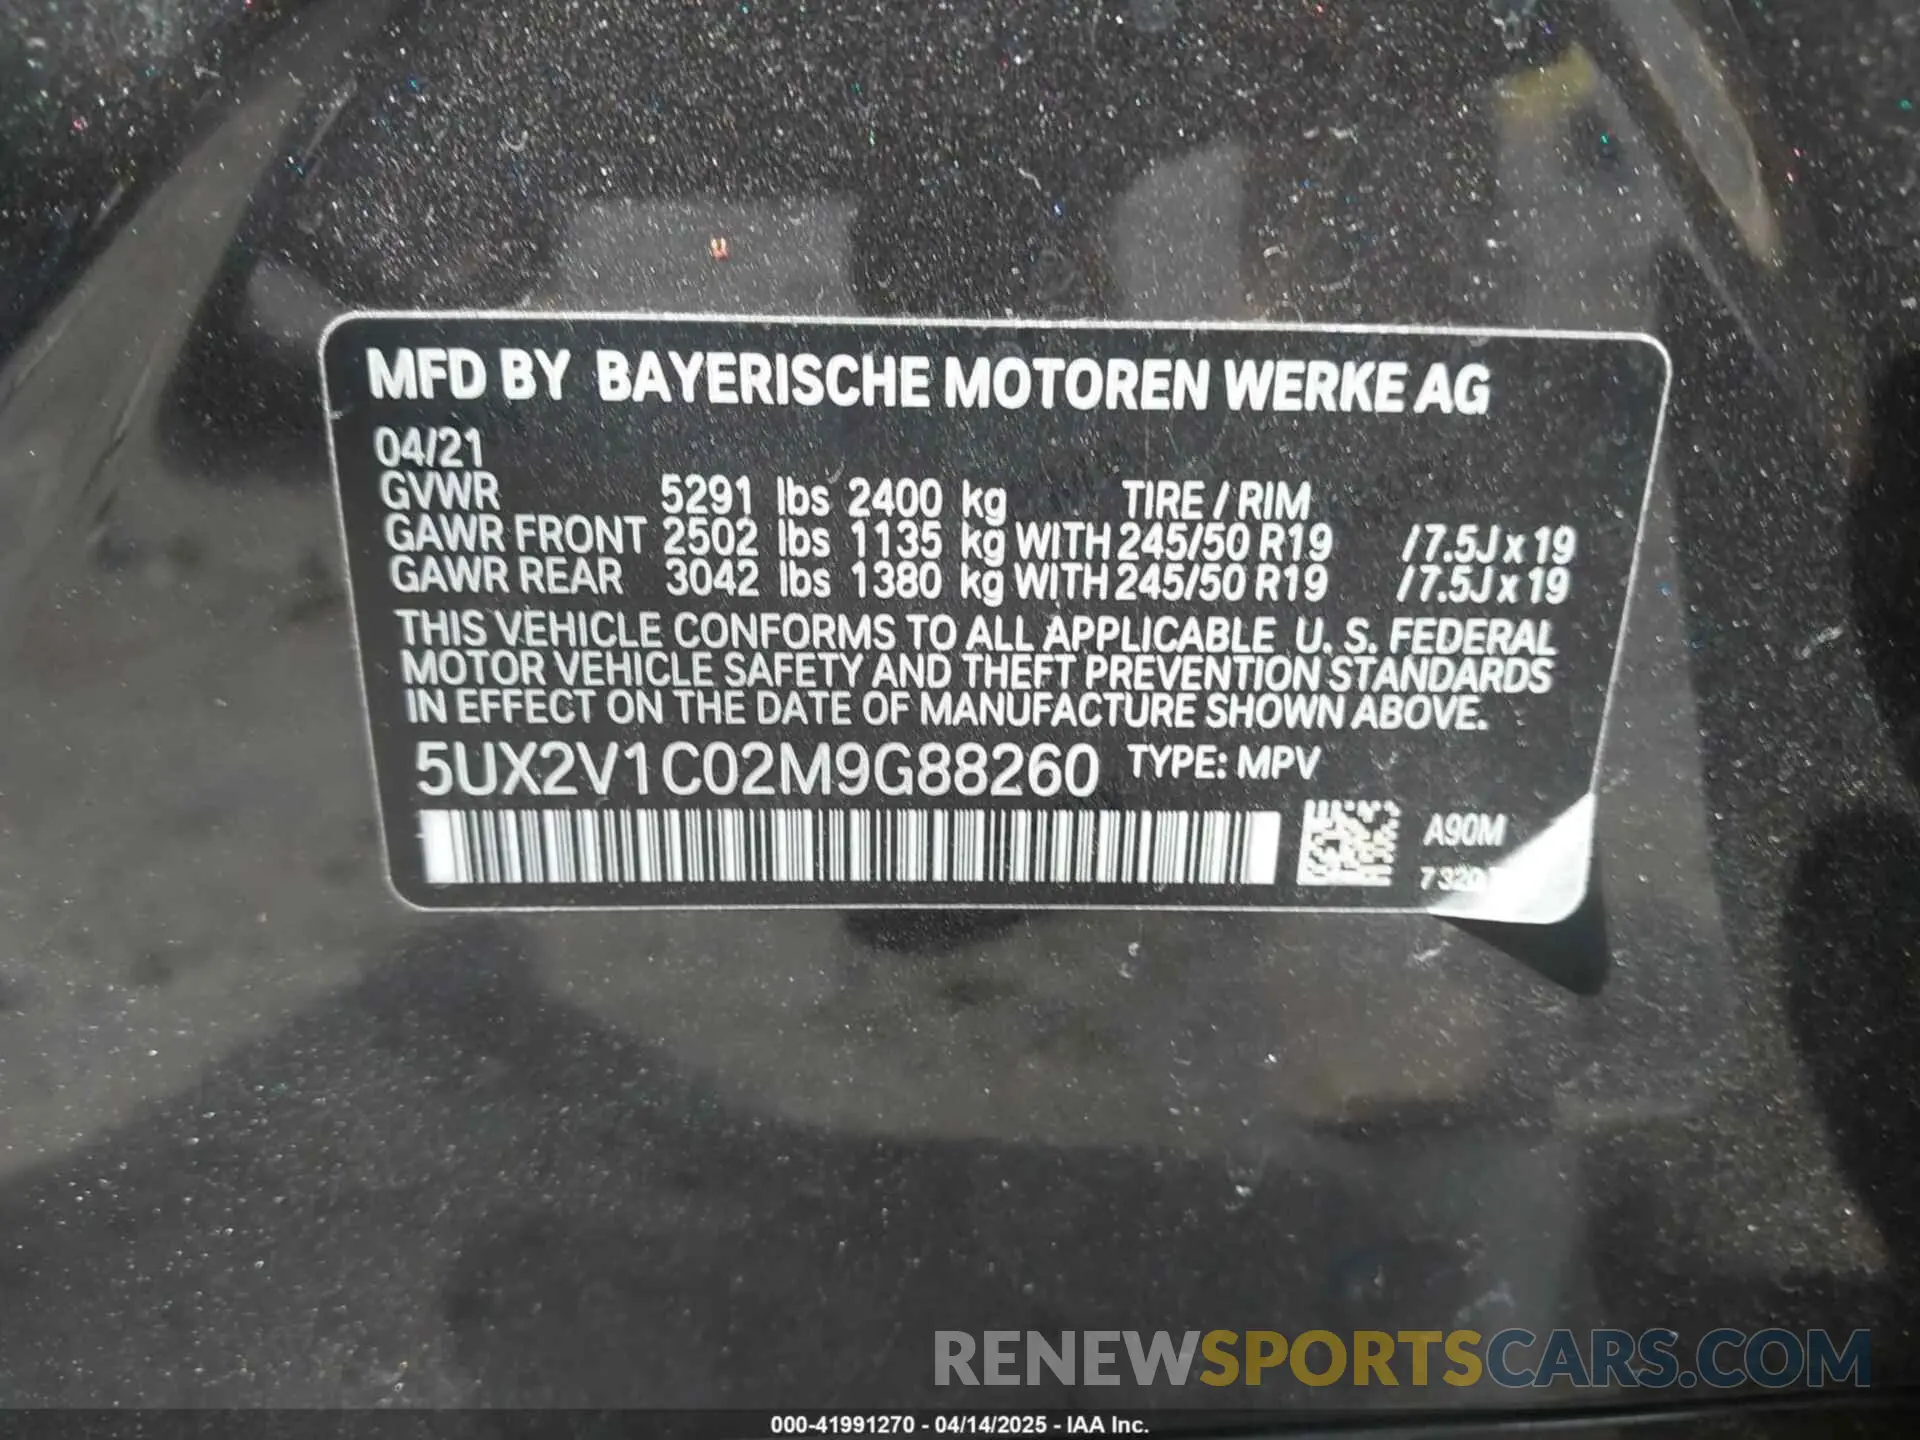 MFD BY BAYERISCHE MOTOREN WERKE AG
04/21
GVWR 5291 lbs 2400 kg TIRE / RIM
GAWR FRONT 2502 lbs 1135 kg WITH 245/50 R19 /7.5J x 19
GAWR REAR 3042 lbs 1380 kg WITH 245/50 R19 /7.5J x 19
THIS VEHICLE CONFORMS TO ALL APPLICABLE U. S. FEDERAL
MOTOR VEHICLE SAFETY AND THEFT PREVENTION STANDARDS
IN EFFECT ON THE DATE OF MANUFACTURE SHOWN ABOVE.
5UX2V1C02M9G88260 TYPE: MPV
A90M
RENEWSPORTSCARS.COM
000-41991270 - 04/14/2025 - IAA Inc.